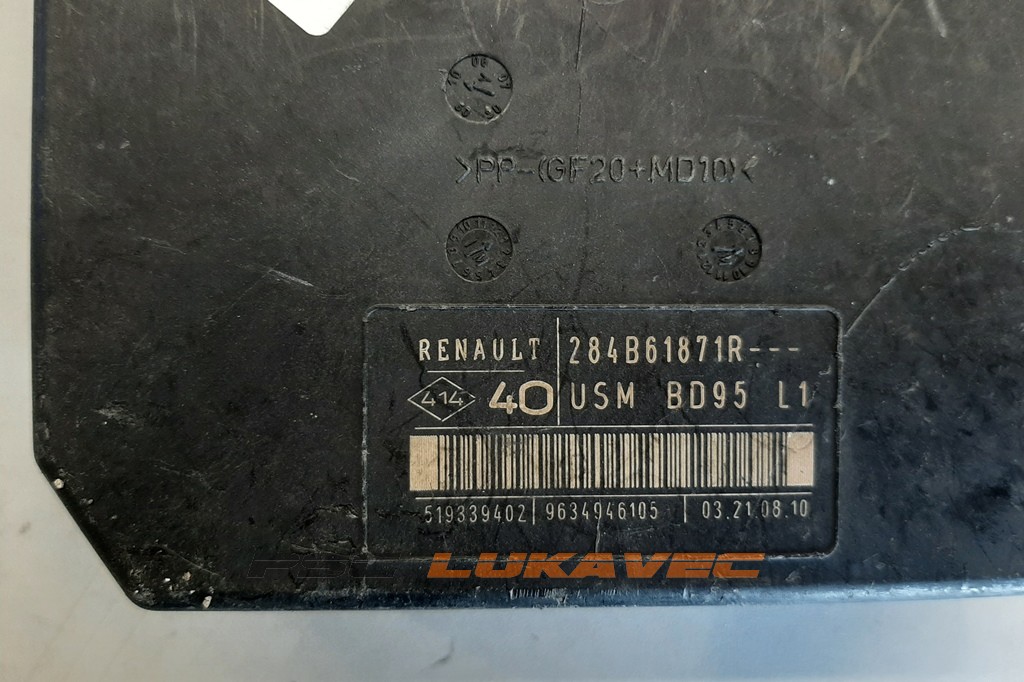 >PP-(GF20+MD10)<
RENAULT 284B61871R---
414 40 USM BD95 L1
519339402 9634946105 03.21.08.10
LUKAVEC